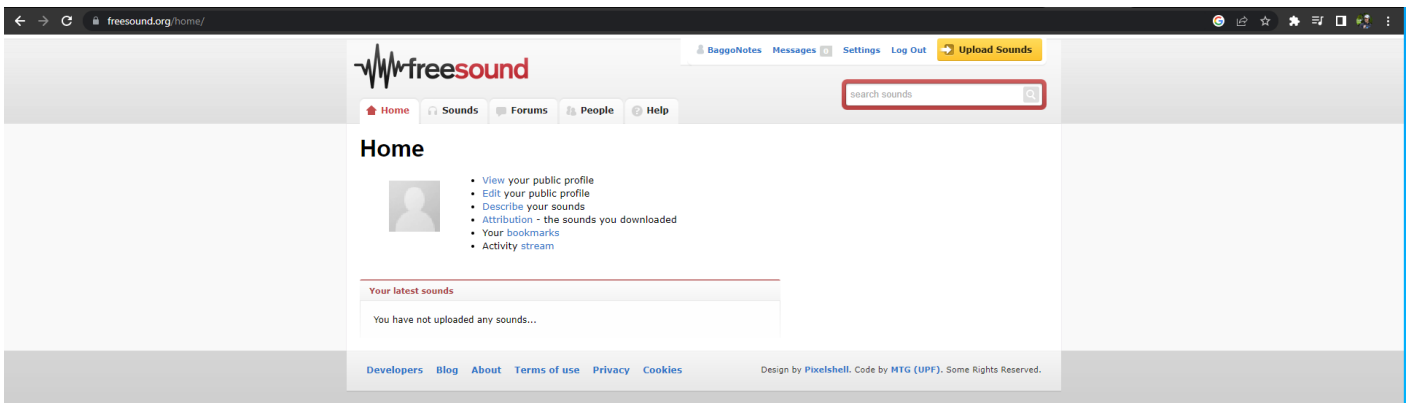 freesound.org/home/
BaggoNotes Messages 0 Settings Log Out Upload Sounds
freesound
search sounds
Home Sounds Forums People Help
Home
View your public profile
Edit your public profile
Describe your sounds
Attribution - the sounds you downloaded
Your bookmarks
Activity stream
Your latest sounds
You have not uploaded any sounds...
Developers Blog About Terms of use Privacy Cookies Design by Pixelshell. Code by MTG (UPF). Some Rights Reserved.